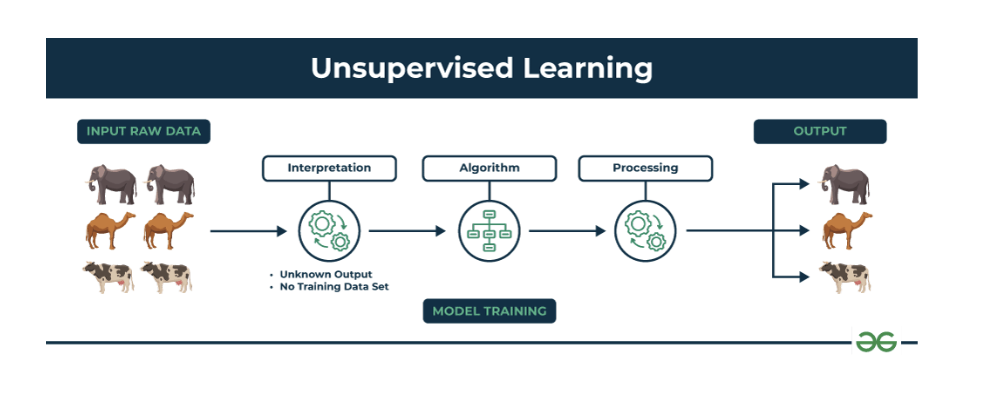 Unsupervised Learning
INPUT RAW DATA
OUTPUT
Interpretation
Algorithm
Processing
• Unknown Output
• No Training Data Set
MODEL TRAINING